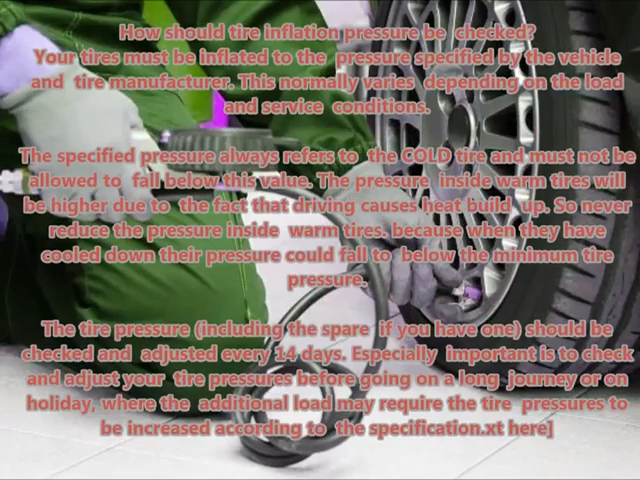 How should tire inflation pressure be checked?
Your tires must be inflated to the pressure specified by the vehicle
and tire manufacturer. This normally varies depending on the load
and service conditions.
The specified pressure always refers to the COLD tire and must not be
allowed to fall below this value. The pressure inside warm tires will
be higher due to the fact that driving causes heat build up. So never
reduce the pressure inside warm tires. because when they have
cooled down their pressure could fall to below the minimum tire
pressure.
The tire pressure (including the spare if you have one) should be
checked and adjusted every 14 days. Especially important is to check
and adjust your tire pressures before going on a long journey or on
holiday, where the additional load may require the tire pressures to
be increased according to the specification.xt here]